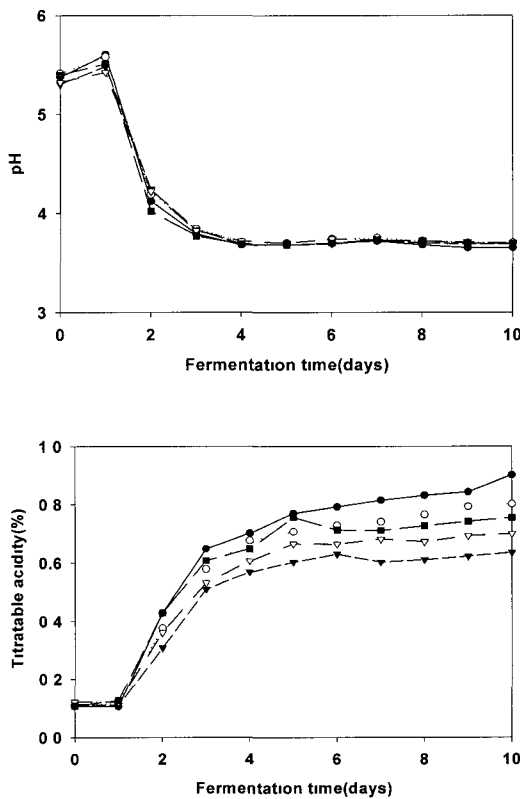 6
5
4
3
pH
0 2 4 6 8 10
Fermentation time(days)
1 0
0 8
0 6
0 4
0 2
0 0
Titratable acidity(%)
0 2 4 6 8 10
Fermentation time(days)